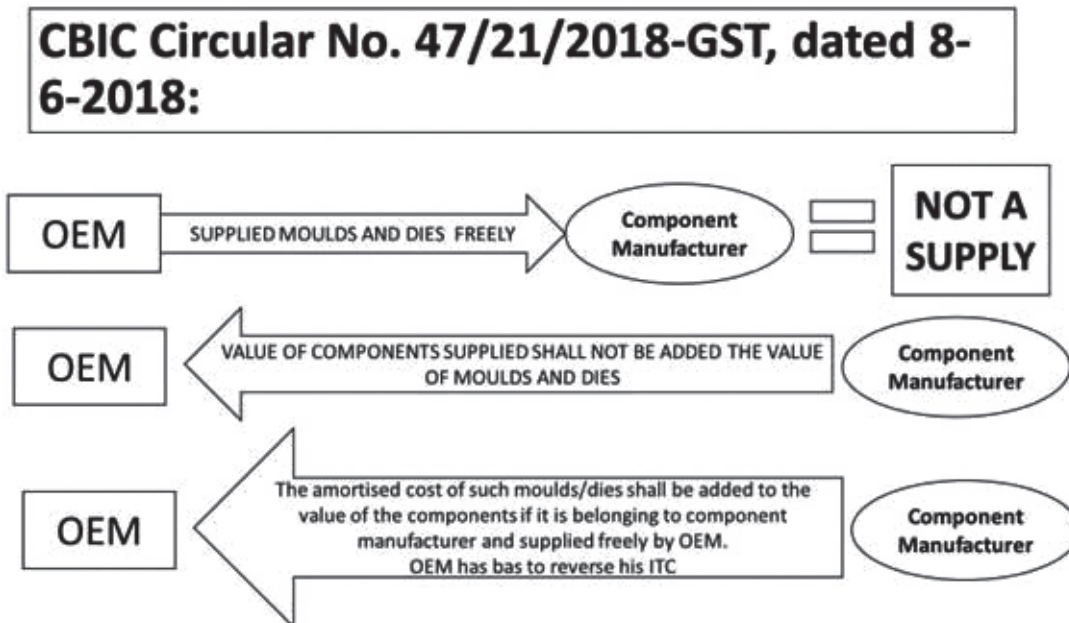 CBIC Circular No. 47/21/2018-GST, dated 8-
6-2018:
OEM
SUPPLIED MOULDS AND DIES FREELY
Component
Manufacturer
NOT A
SUPPLY
OEM
VALUE OF COMPONENTS SUPPLIED SHALL NOT BE ADDED THE VALUE
OF MOULDS AND DIES
Component
Manufacturer
OEM
The amortised cost of such moulds/dies shall be added to the
value of the components if it is belonging to component
manufacturer and supplied freely by OEM.
OEM has bas to reverse his ITC
Component
Manufacturer